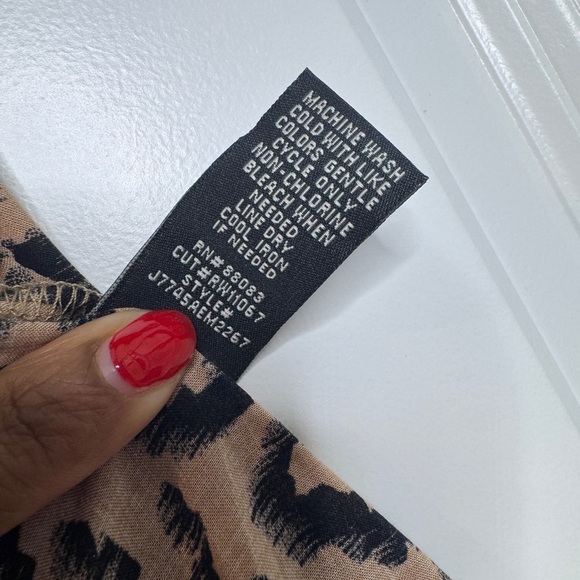 MACHINE WASH
COLD WITH LIKE
COLORS GENTLE
CYCLE ONLY
NON-CHLORINE
BLEACH WHEN
NEEDED
LINE DRY
COOL IRON
IF NEEDED
RN#88083
CUT#RW11067
STYLE#
J7745AEM2267